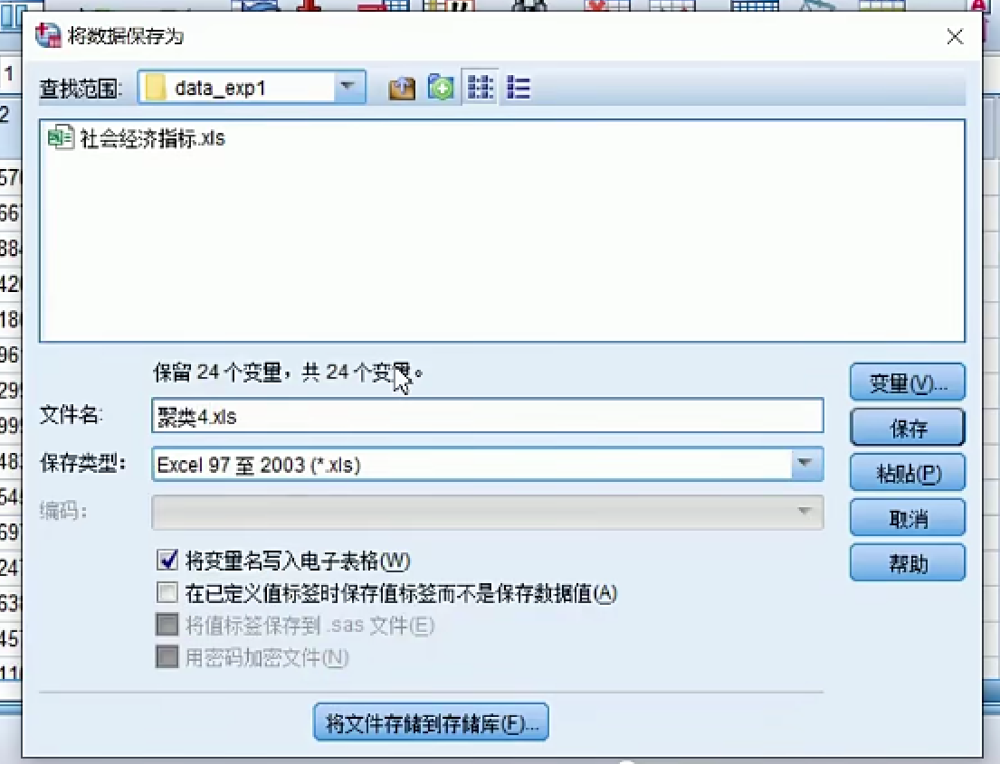 将数据保存为
查找范围: data_exp1
社会经济指标.xls
保留 24 个变量，共 24 个变量。
文件名: 聚类4.xls
保存类型: Excel 97 至 2003 (*.xls)
编码:
变量(V)...
保存
粘贴(P)
取消
帮助
将变量名写入电子表格(W)
在已定义值标签时保存值标签而不是保存数据值(A)
将值标签保存到 .sas 文件(E)
用密码加密文件(N)
将文件存储到存储库(F)...